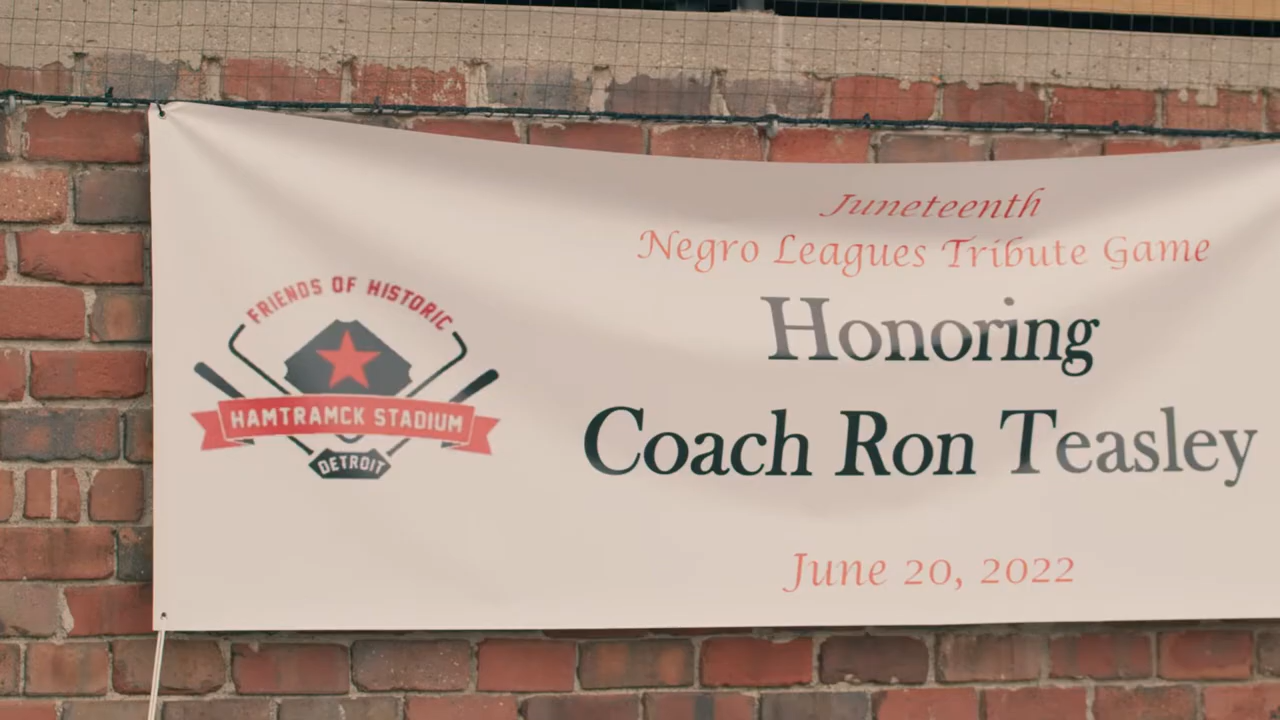 FRIENDS OF HISTORIC
HAMTRAMCK STADIUM
DETROIT
Juneteenth
Negro Leagues Tribute Game
Honoring
Coach Ron Teasley
June 20, 2022